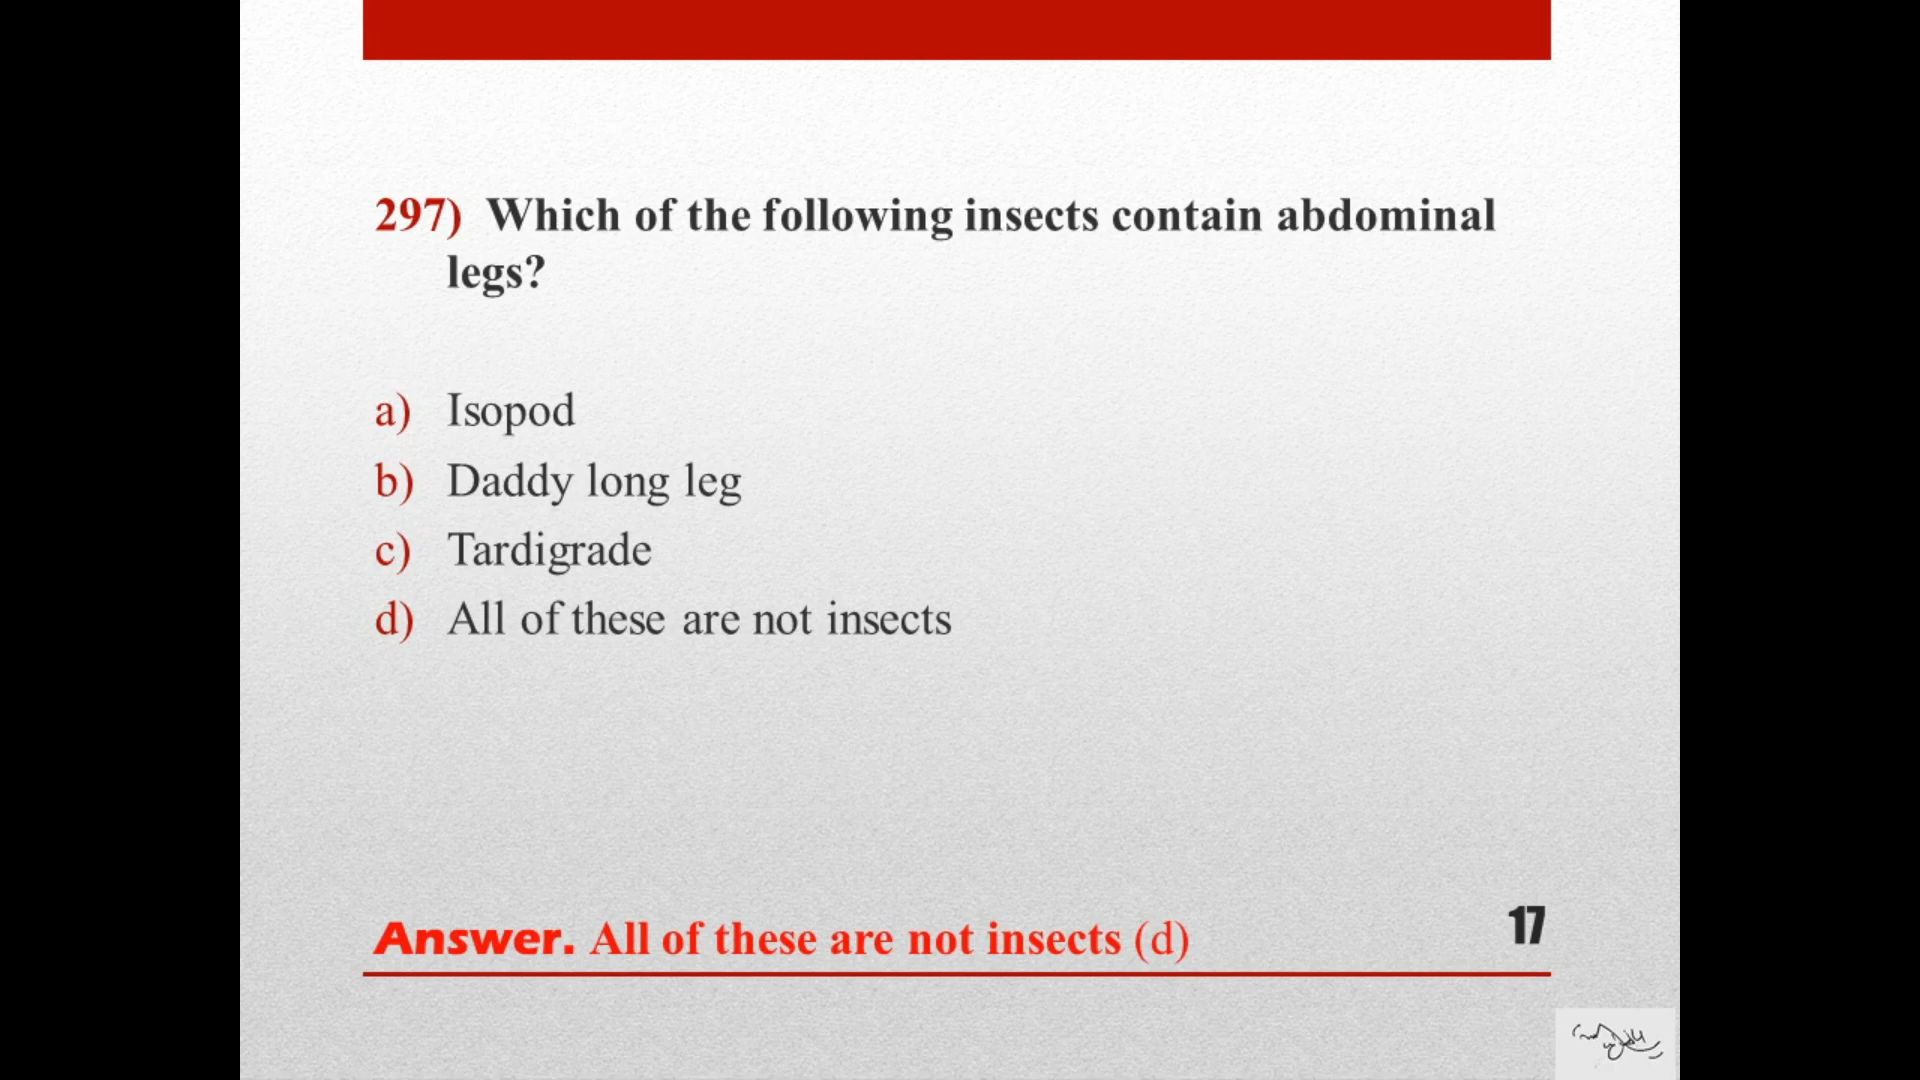 297) Which of the following insects contain abdominal
legs?
a) Isopod
b) Daddy long leg
c) Tardigrade
d) All of these are not insects
Answer. All of these are not insects (d)
17